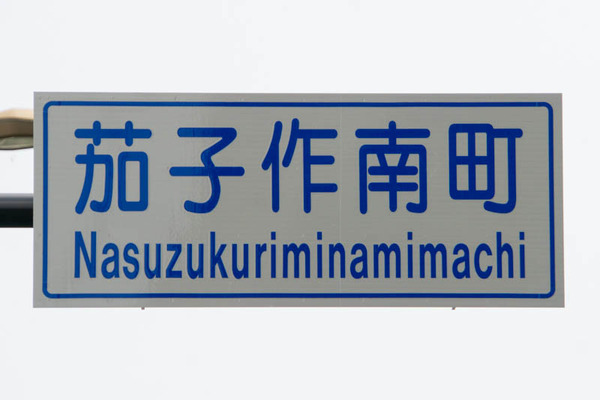 茄子作南町
Nasuzukuriminamimachi